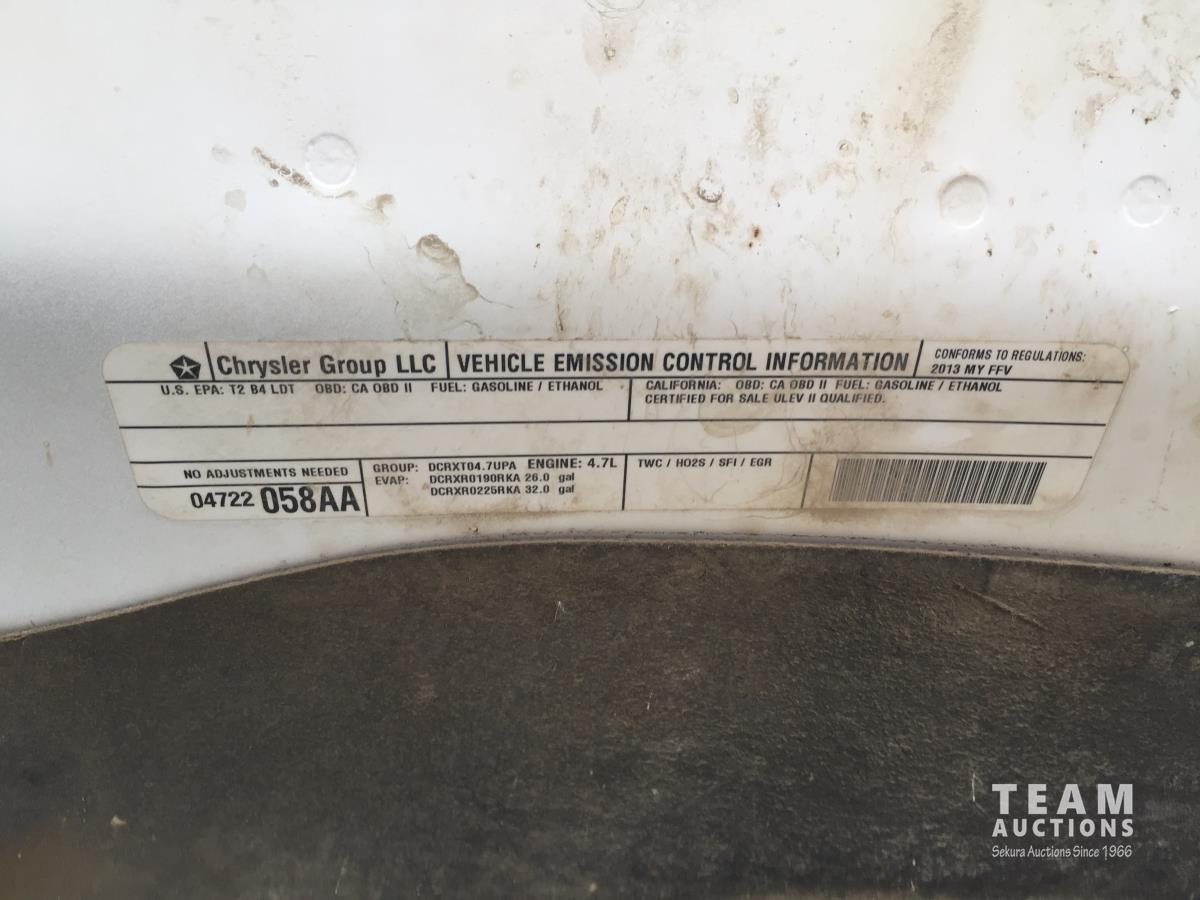 Chrysler Group LLC
VEHICLE EMISSION CONTROL INFORMATION
CONFORMS TO REGULATIONS:
2013 MY FFV
U.S. EPA: T2 B4 LDT OBD: CA OBD II FUEL: GASOLINE / ETHANOL
CALIFORNIA: OBD: CA OBD II FUEL: GASOLINE / ETHANOL
CERTIFIED FOR SALE ULEV II QUALIFIED.
NO ADJUSTMENTS NEEDED
04722 058AA
GROUP: DCRXT04.7UPA ENGINE: 4.7L
EVAP: DCRXR0190RKA 26.0 gal
DCRXR0225RKA 32.0 gal
TWC / HO2S / SFI / EGR
TEAM
AUCTIONS
Sekura Auctions Since 1966